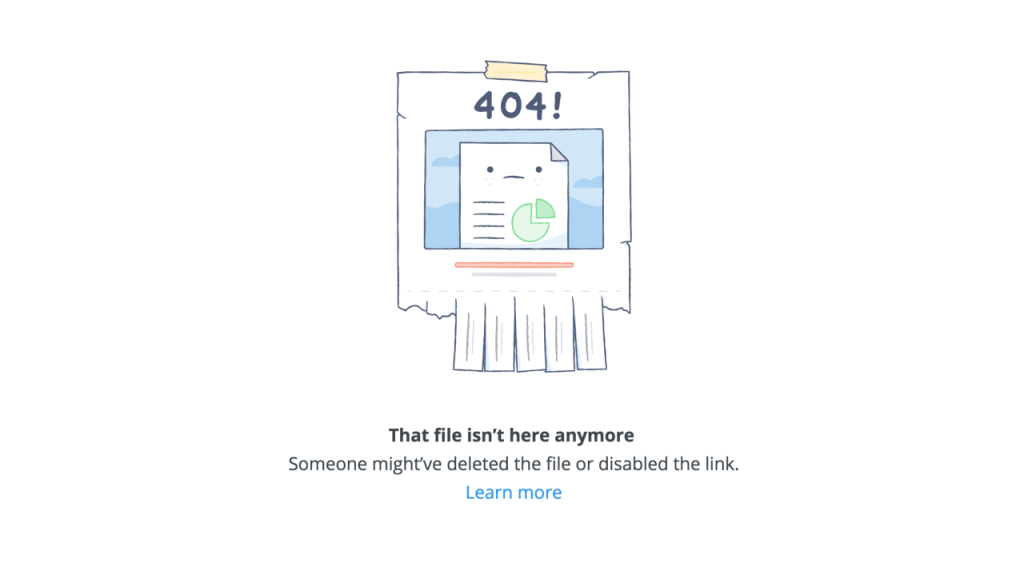 404!
That file isn’t here anymore
Someone might’ve deleted the file or disabled the link.
Learn more